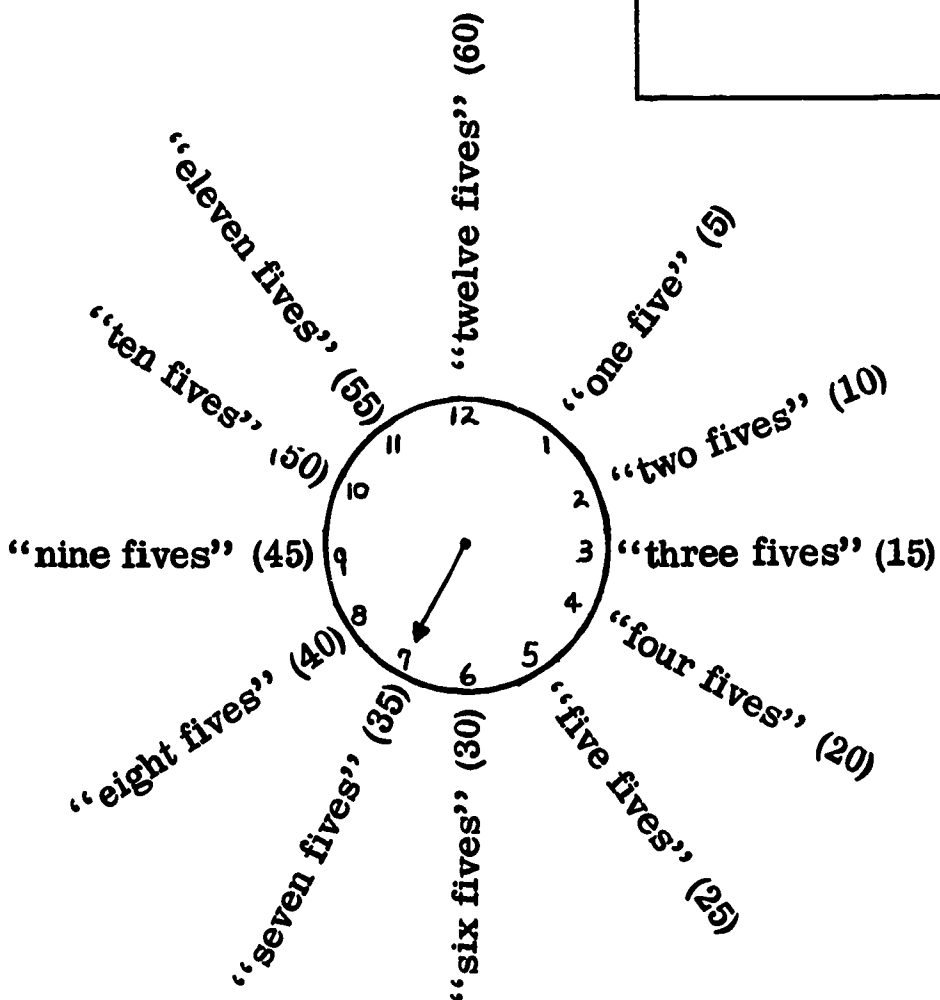 “twelve fives” (60)
“one five” (5)
“two fives” (10)
“three fives” (15)
“four fives” (20)
“five fives” (25)
“six fives” (30)
“seven fives” (35)
“eight fives” (40)
“nine fives” (45)
“ten fives” (50)
“eleven fives” (55)
12
1
2
3
4
5
6
7
8
9
10
11